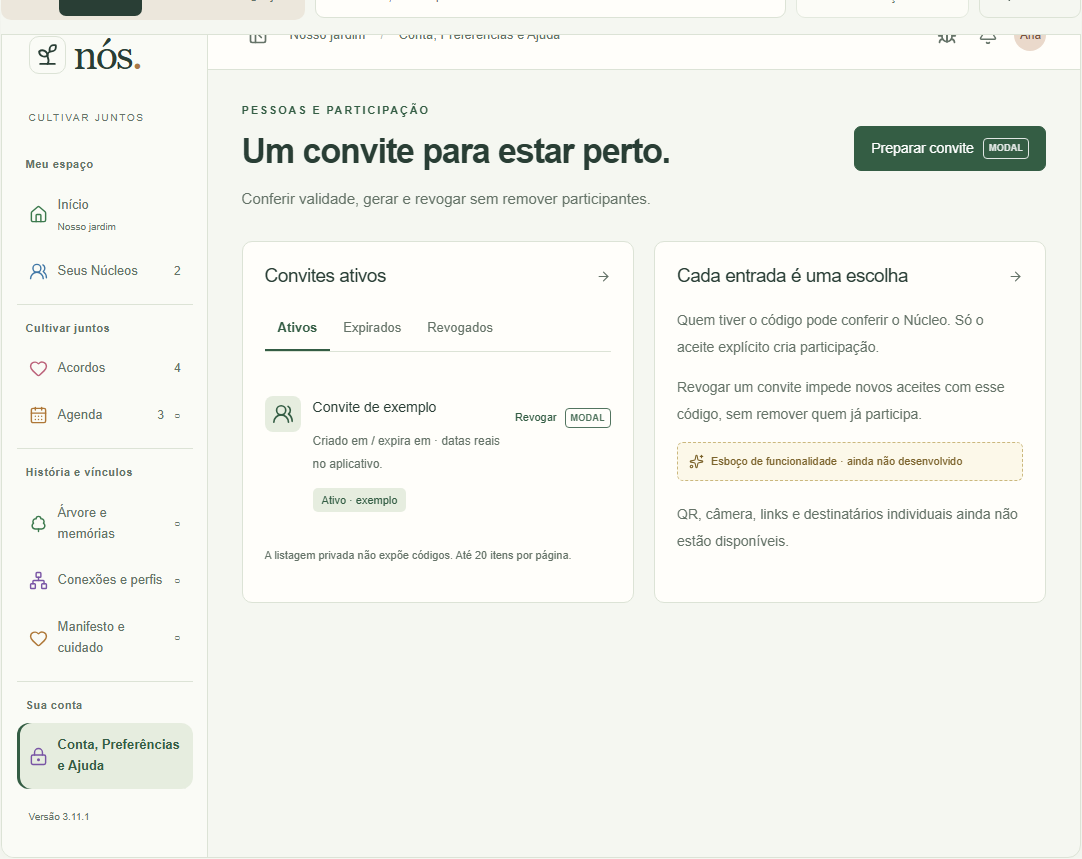 Nosso jardim / Conta, Preferências e Ajuda
Ana
nós.
CULTIVAR JUNTOS
Meu espaço
Início
Nosso jardim
Seus Núcleos 2
Cultivar juntos
Acordos 4
Agenda 3
História e vínculos
Árvore e
memórias
Conexões e perfis
Manifesto e
cuidado
Sua conta
Conta, Preferências
e Ajuda
Versão 3.11.1
PESSOAS E PARTICIPAÇÃO
Um convite para estar perto.
Preparar convite MODAL
Conferir validade, gerar e revogar sem remover participantes.
Convites ativos
Ativos Expirados Revogados
Convite de exemplo
Revogar MODAL
Criado em / expira em · datas reais
no aplicativo.
Ativo · exemplo
A listagem privada não expõe códigos. Até 20 itens por página.
Cada entrada é uma escolha
Quem tiver o código pode conferir o Núcleo. Só o
aceite explícito cria participação.
Revogar um convite impede novos aceites com esse
código, sem remover quem já participa.
Esboço de funcionalidade · ainda não desenvolvido
QR, câmera, links e destinatários individuais ainda não
estão disponíveis.